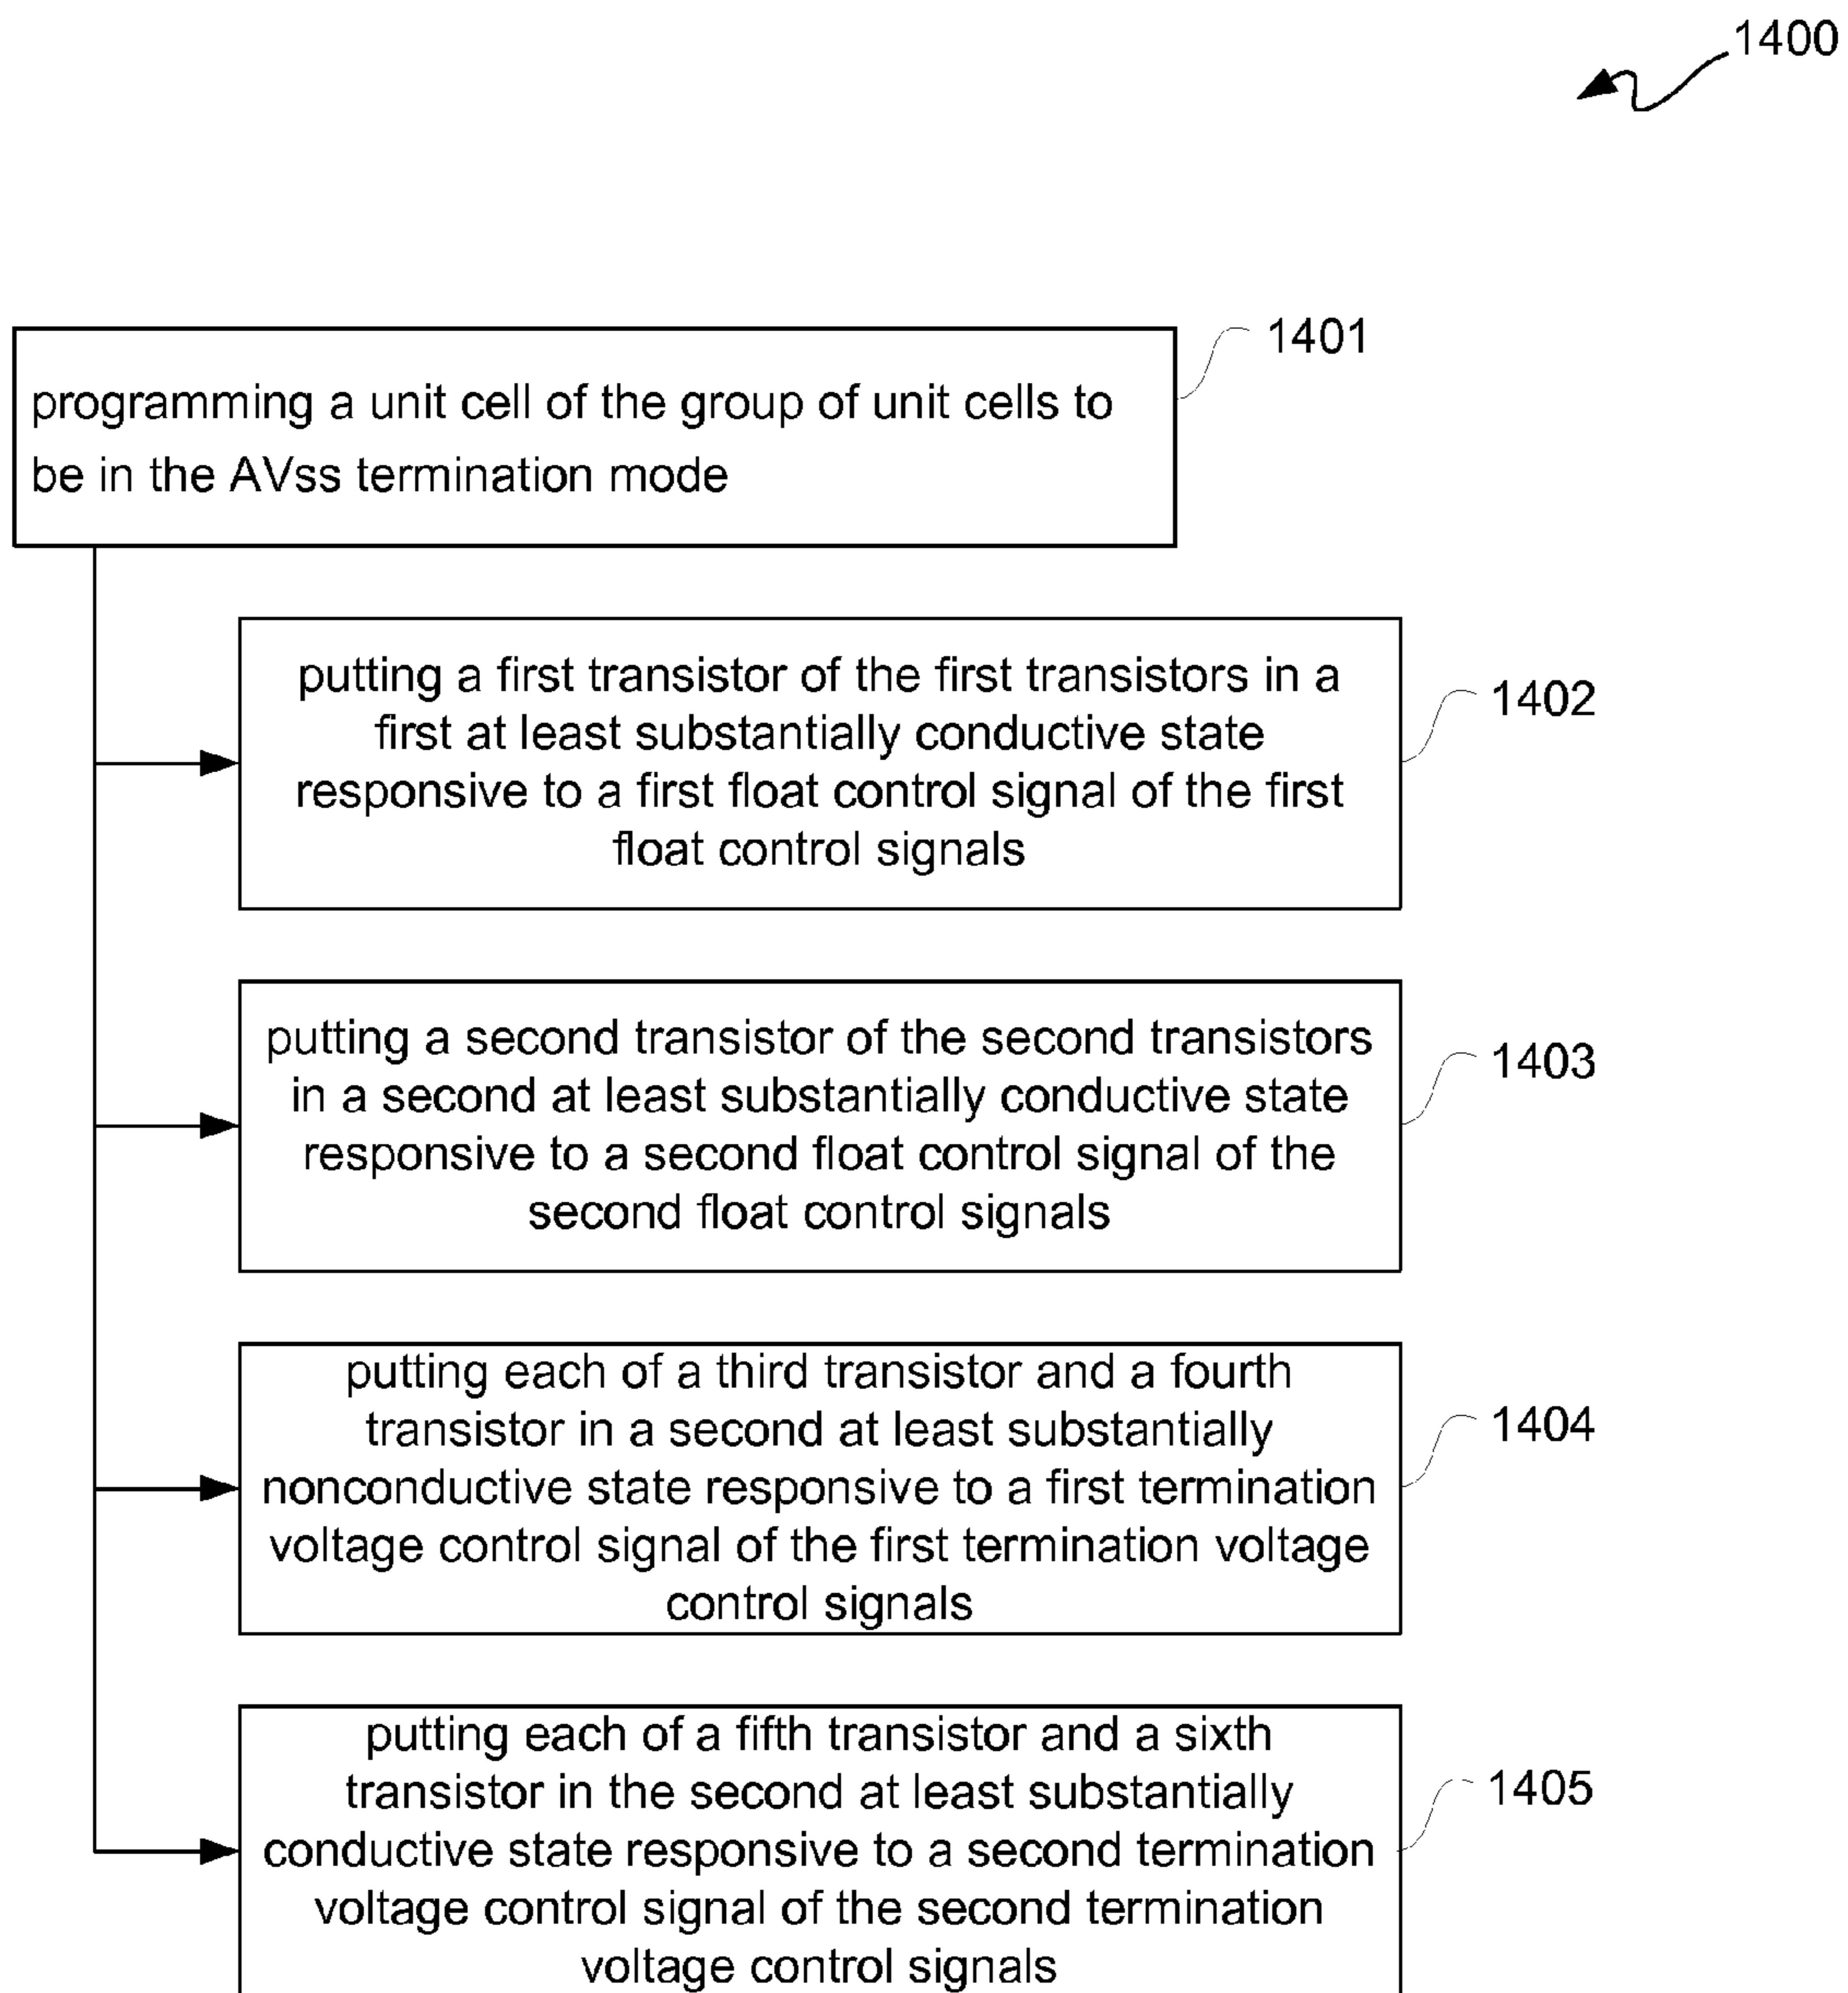 1400
1401
programming a unit cell of the group of unit cells to
be in the AVss termination mode
putting a first transistor of the first transistors in a
first at least substantially conductive state
responsive to a first float control signal of the first
float control signals
1402
putting a second transistor of the second transistors
in a second at least substantially conductive state
responsive to a second float control signal of the
second float control signals
1403
putting each of a third transistor and a fourth
transistor in a second at least substantially
nonconductive state responsive to a first termination
voltage control signal of the first termination voltage
control signals
1404
putting each of a fifth transistor and a sixth
transistor in the second at least substantially
conductive state responsive to a second termination
voltage control signal of the second termination
voltage control signals
1405